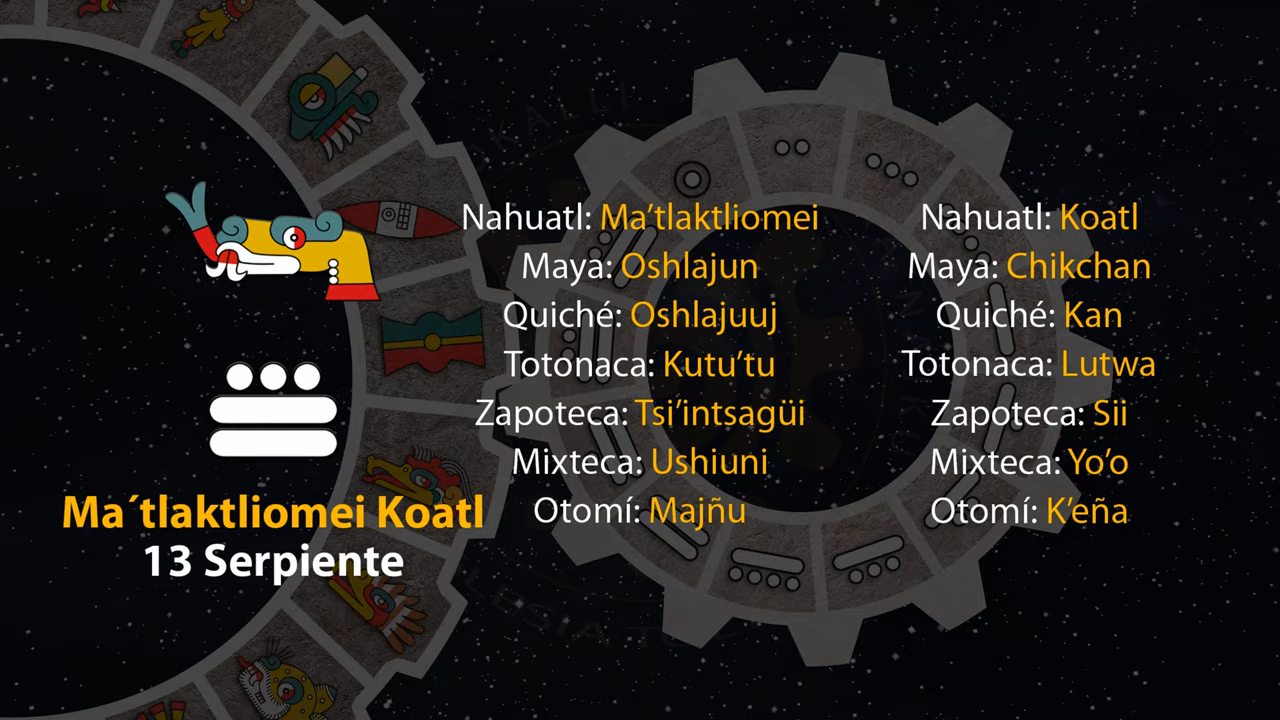 Nahuatl: Ma’tlaktliomei
Maya: Oshlajun
Quiché: Oshlajuuj
Totonaca: Kutu’tu
Zapoteca: Tsi’intsagüi
Mixteca: Ushiuni
Otomí: Majñu
Nahuatl: Koatl
Maya: Chikchan
Quiché: Kan
Totonaca: Lutwa
Zapoteca: Sii
Mixteca: Yo’o
Otomí: K’eña
Ma´tlaktliomei Koatl
13 Serpiente